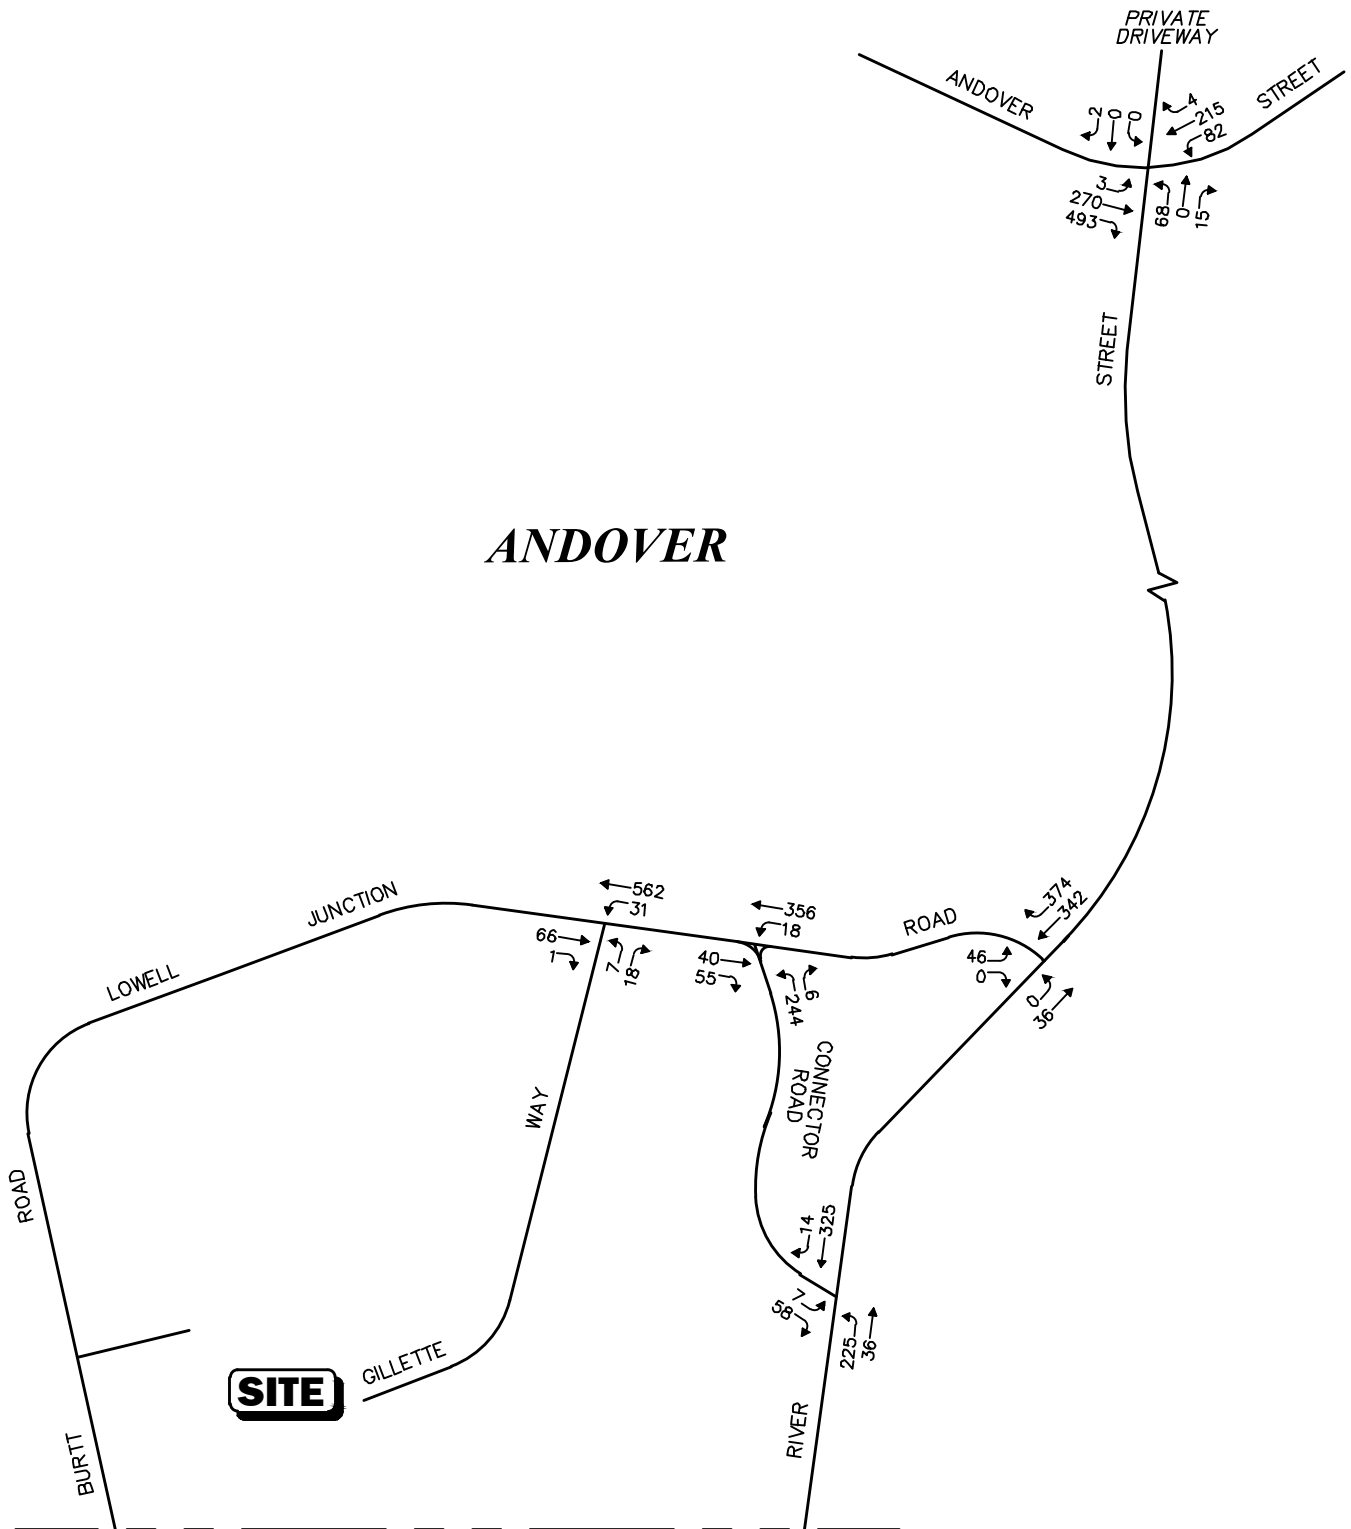 PRIVATE
DRIVEWAY
ANDOVER
STREET
2
0
0
4
215
82
3
270
493
68
0
15
STREET
ANDOVER
562
31
66
1
7
18
356
18
40
55
244
6
ROAD
374
342
46
0
0
36
JUNCTION
LOWELL
CONNECTOR
ROAD
WAY
ROAD
14
325
7
58
225
36
SITE
GILLETTE
RIVER
BURTT